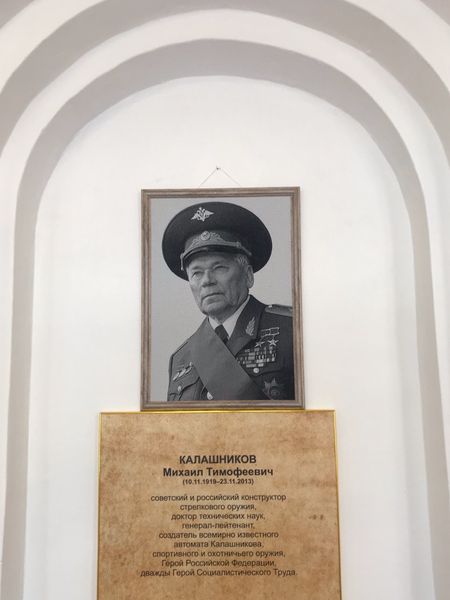 КАЛАШНИКОВ
Михаил Тимофеевич
(10.11.1919–23.11.2013)
советский и российский конструктор
стрелкового оружия,
доктор технических наук,
генерал-лейтенант,
создатель всемирно известного
автомата Калашникова,
спортивного и охотничьего оружия,
Герой Российской Федерации,
дважды Герой Социалистического Труда.